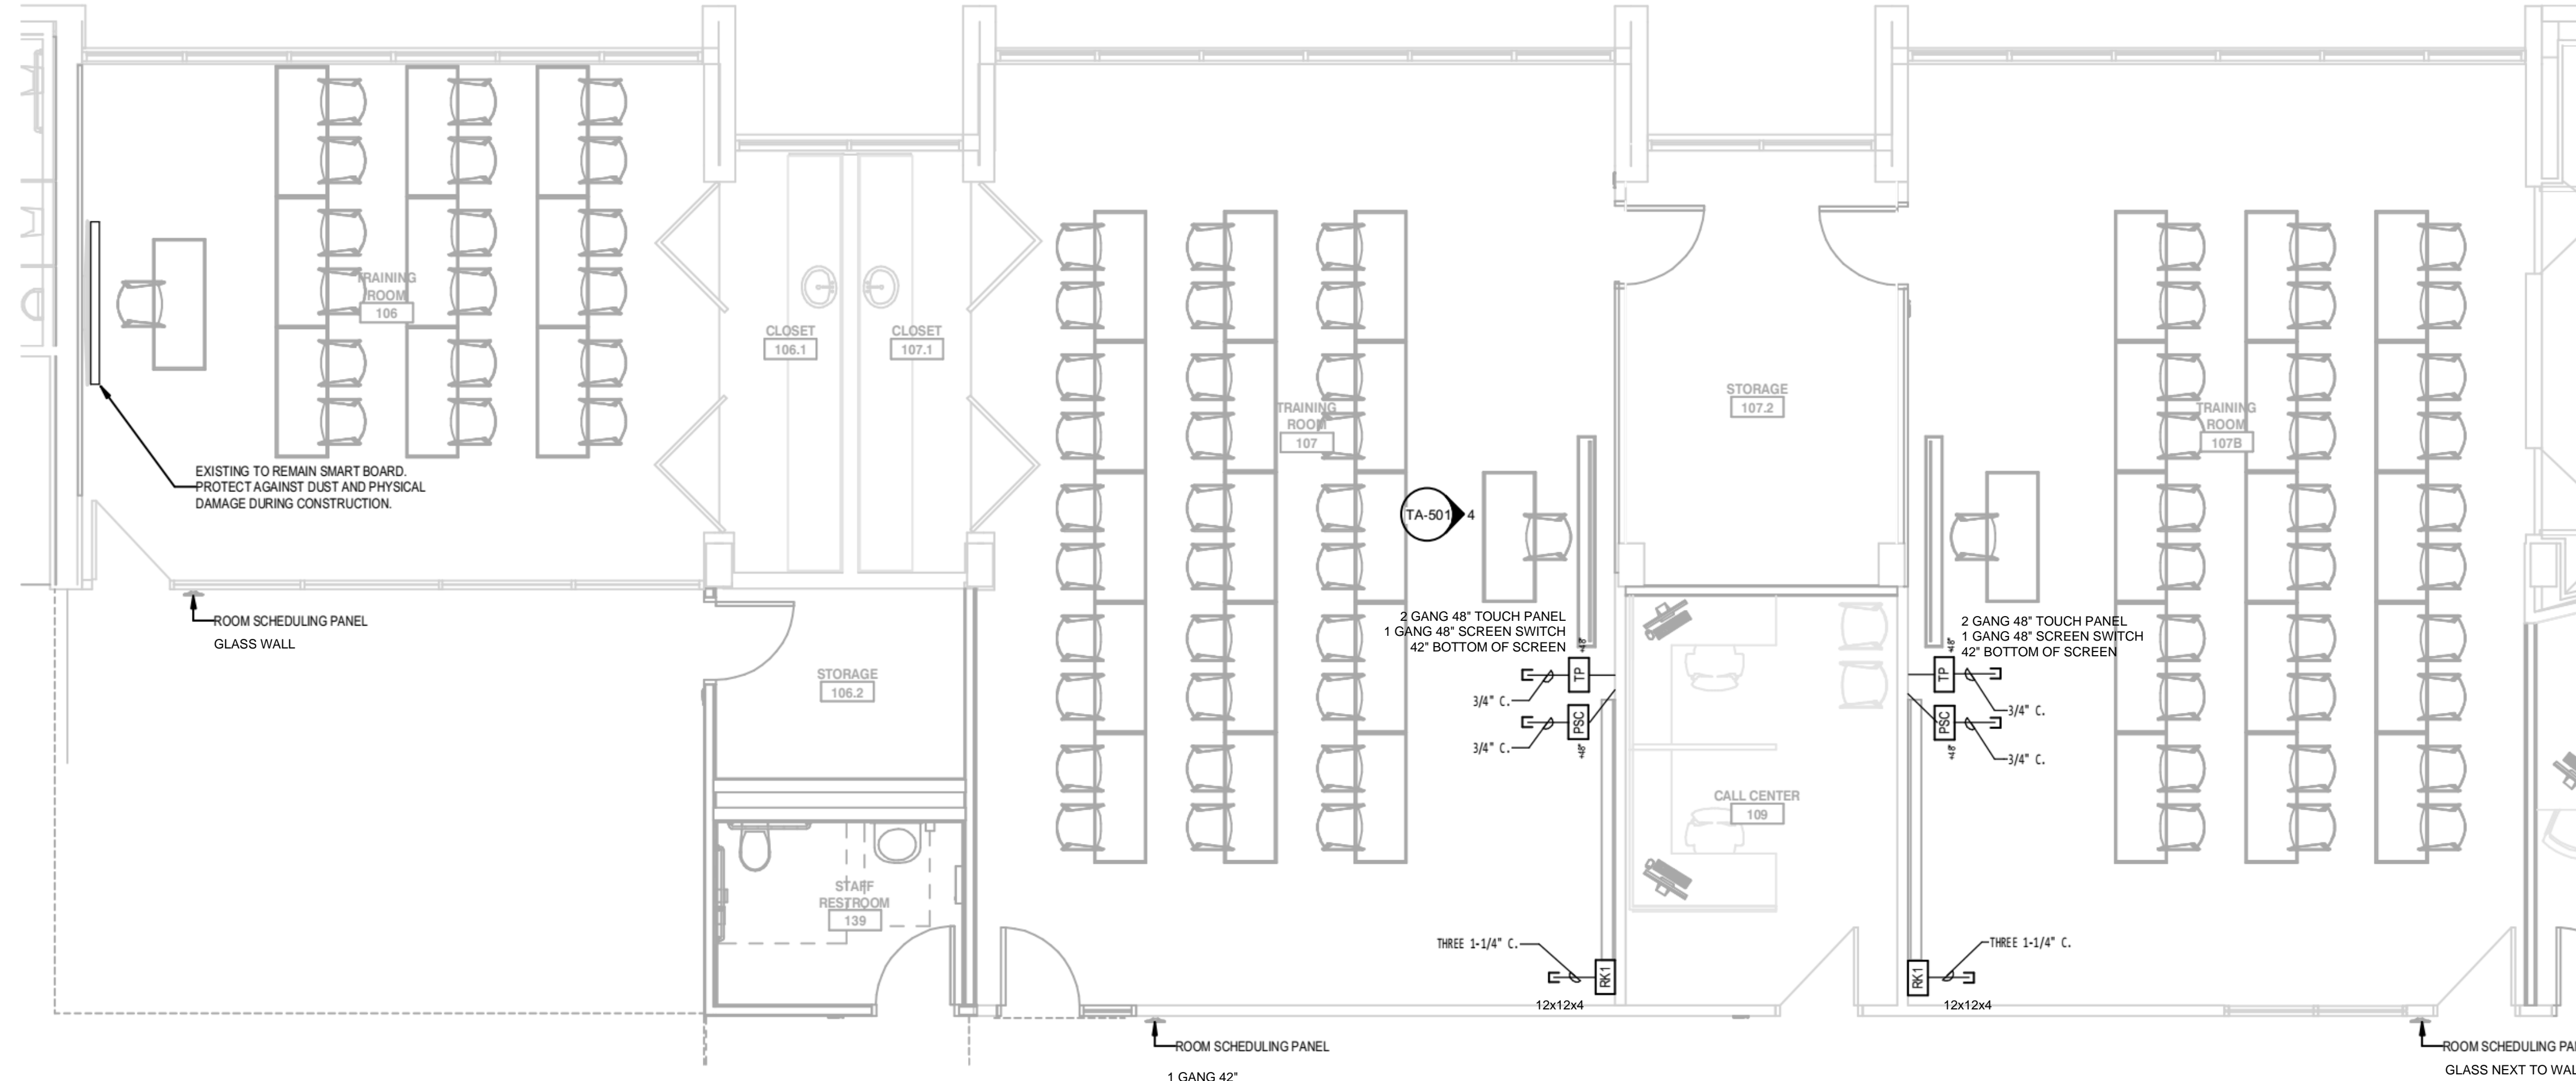 TRAINING
ROOM
106
EXISTING TO REMAIN SMART BOARD.
PROTECT AGAINST DUST AND PHYSICAL
DAMAGE DURING CONSTRUCTION.
ROOM SCHEDULING PANEL
GLASS WALL
CLOSET
106.1
CLOSET
107.1
STORAGE
106.2
STAFF
RESTROOM
139
TRAINING
ROOM
107
TA-501
4
2 GANG 48" TOUCH PANEL
1 GANG 48" SCREEN SWITCH
42" BOTTOM OF SCREEN
+48"
TP
3/4" C.
PSC
3/4" C.
+48"
THREE 1-1/4" C.
RK1
12x12x4
ROOM SCHEDULING PANEL
1 GANG 42"
STORAGE
107.2
CALL CENTER
109
2 GANG 48" TOUCH PANEL
1 GANG 48" SCREEN SWITCH
42" BOTTOM OF SCREEN
+48"
TP
3/4" C.
PSC
3/4" C.
+48"
THREE 1-1/4" C.
RK1
12x12x4
TRAINING
ROOM
107B
ROOM SCHEDULING
GLASS NEXT TO